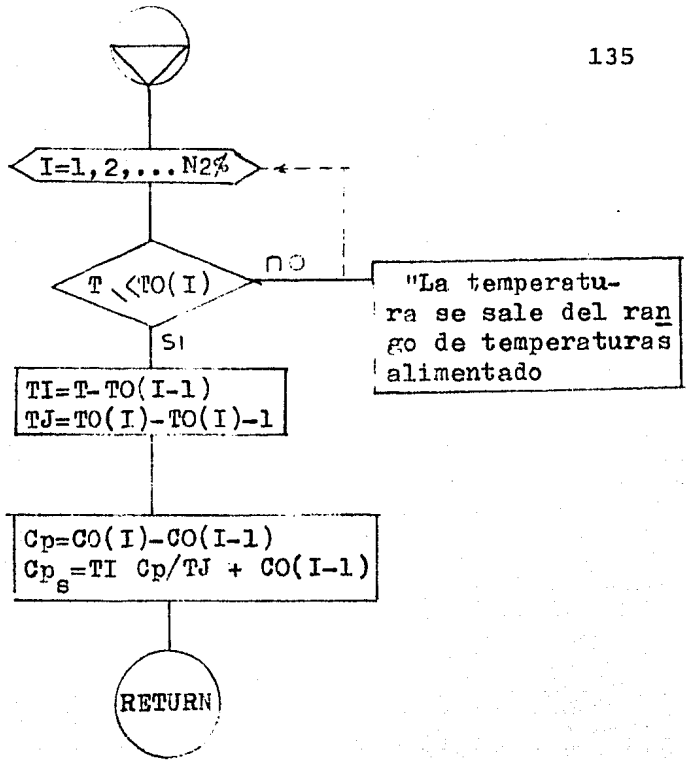 135
I=1,2,...N2%
T \<TO(I)
no
"La temperatu-
ra se sale del ran
go de temperaturas
alimentado
SI
TI=T-TO(I-1)
TJ=TO(I)-TO(I)-1
Cp=CO(I)-CO(I-1)
Cps=TI Cp/TJ + CO(I-1)
RETURN